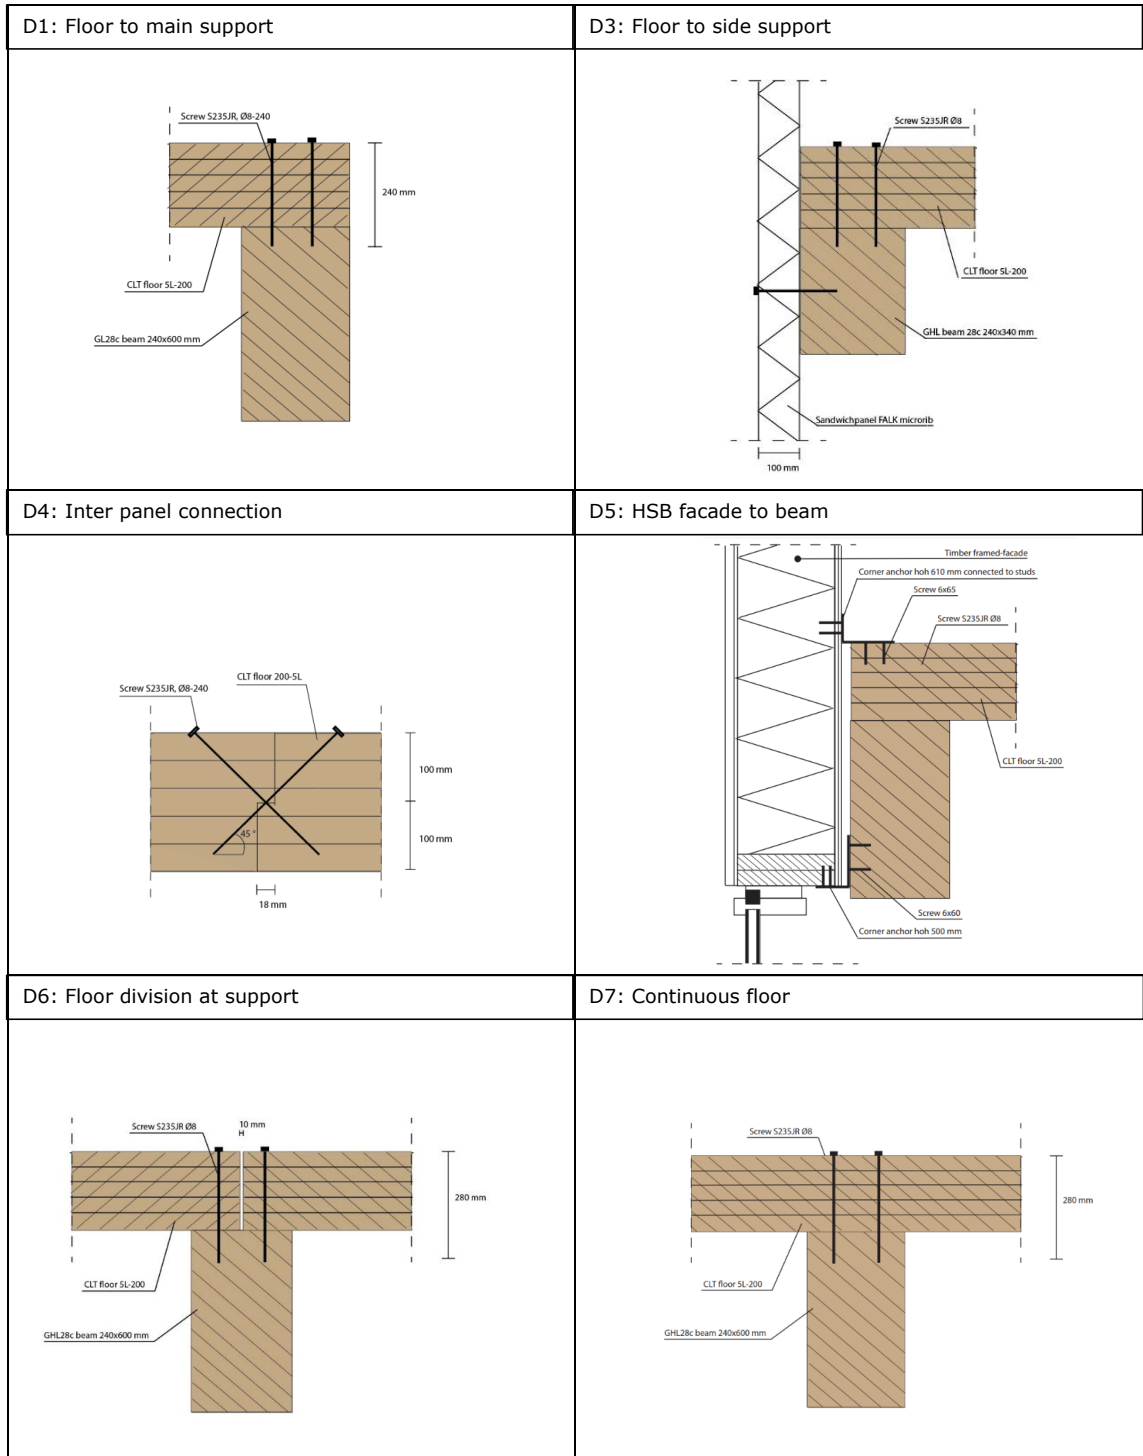 D1: Floor to main support
D3: Floor to side support
Screw S235JR, Ø8-240
240 mm
CLT floor 5L-200
GL28c beam 240x600 mm
Screw S235JR Ø8
CLT floor 5L-200
GHL beam 28c 240x340 mm
Sandwichpanel FALK microrib
100 mm
D4: Inter panel connection
D5: HSB facade to beam
CLT floor 200-5L
Screw S235JR, Ø8-240
100 mm
45 °
100 mm
18 mm
Timber framed-facade
Corner anchor hoh 610 mm connected to studs
Screw 6x65
Screw S235JR Ø8
CLT floor 5L-200
Screw 6x60
Corner anchor hoh 500 mm
D6: Floor division at support
D7: Continuous floor
Screw S235JR Ø8
10 mm
280 mm
CLT floor 5L-200
GHL28c beam 240x600 mm
Screw S235JR Ø8
280 mm
CLT floor 5L-200
GHL28c beam 240x600 mm